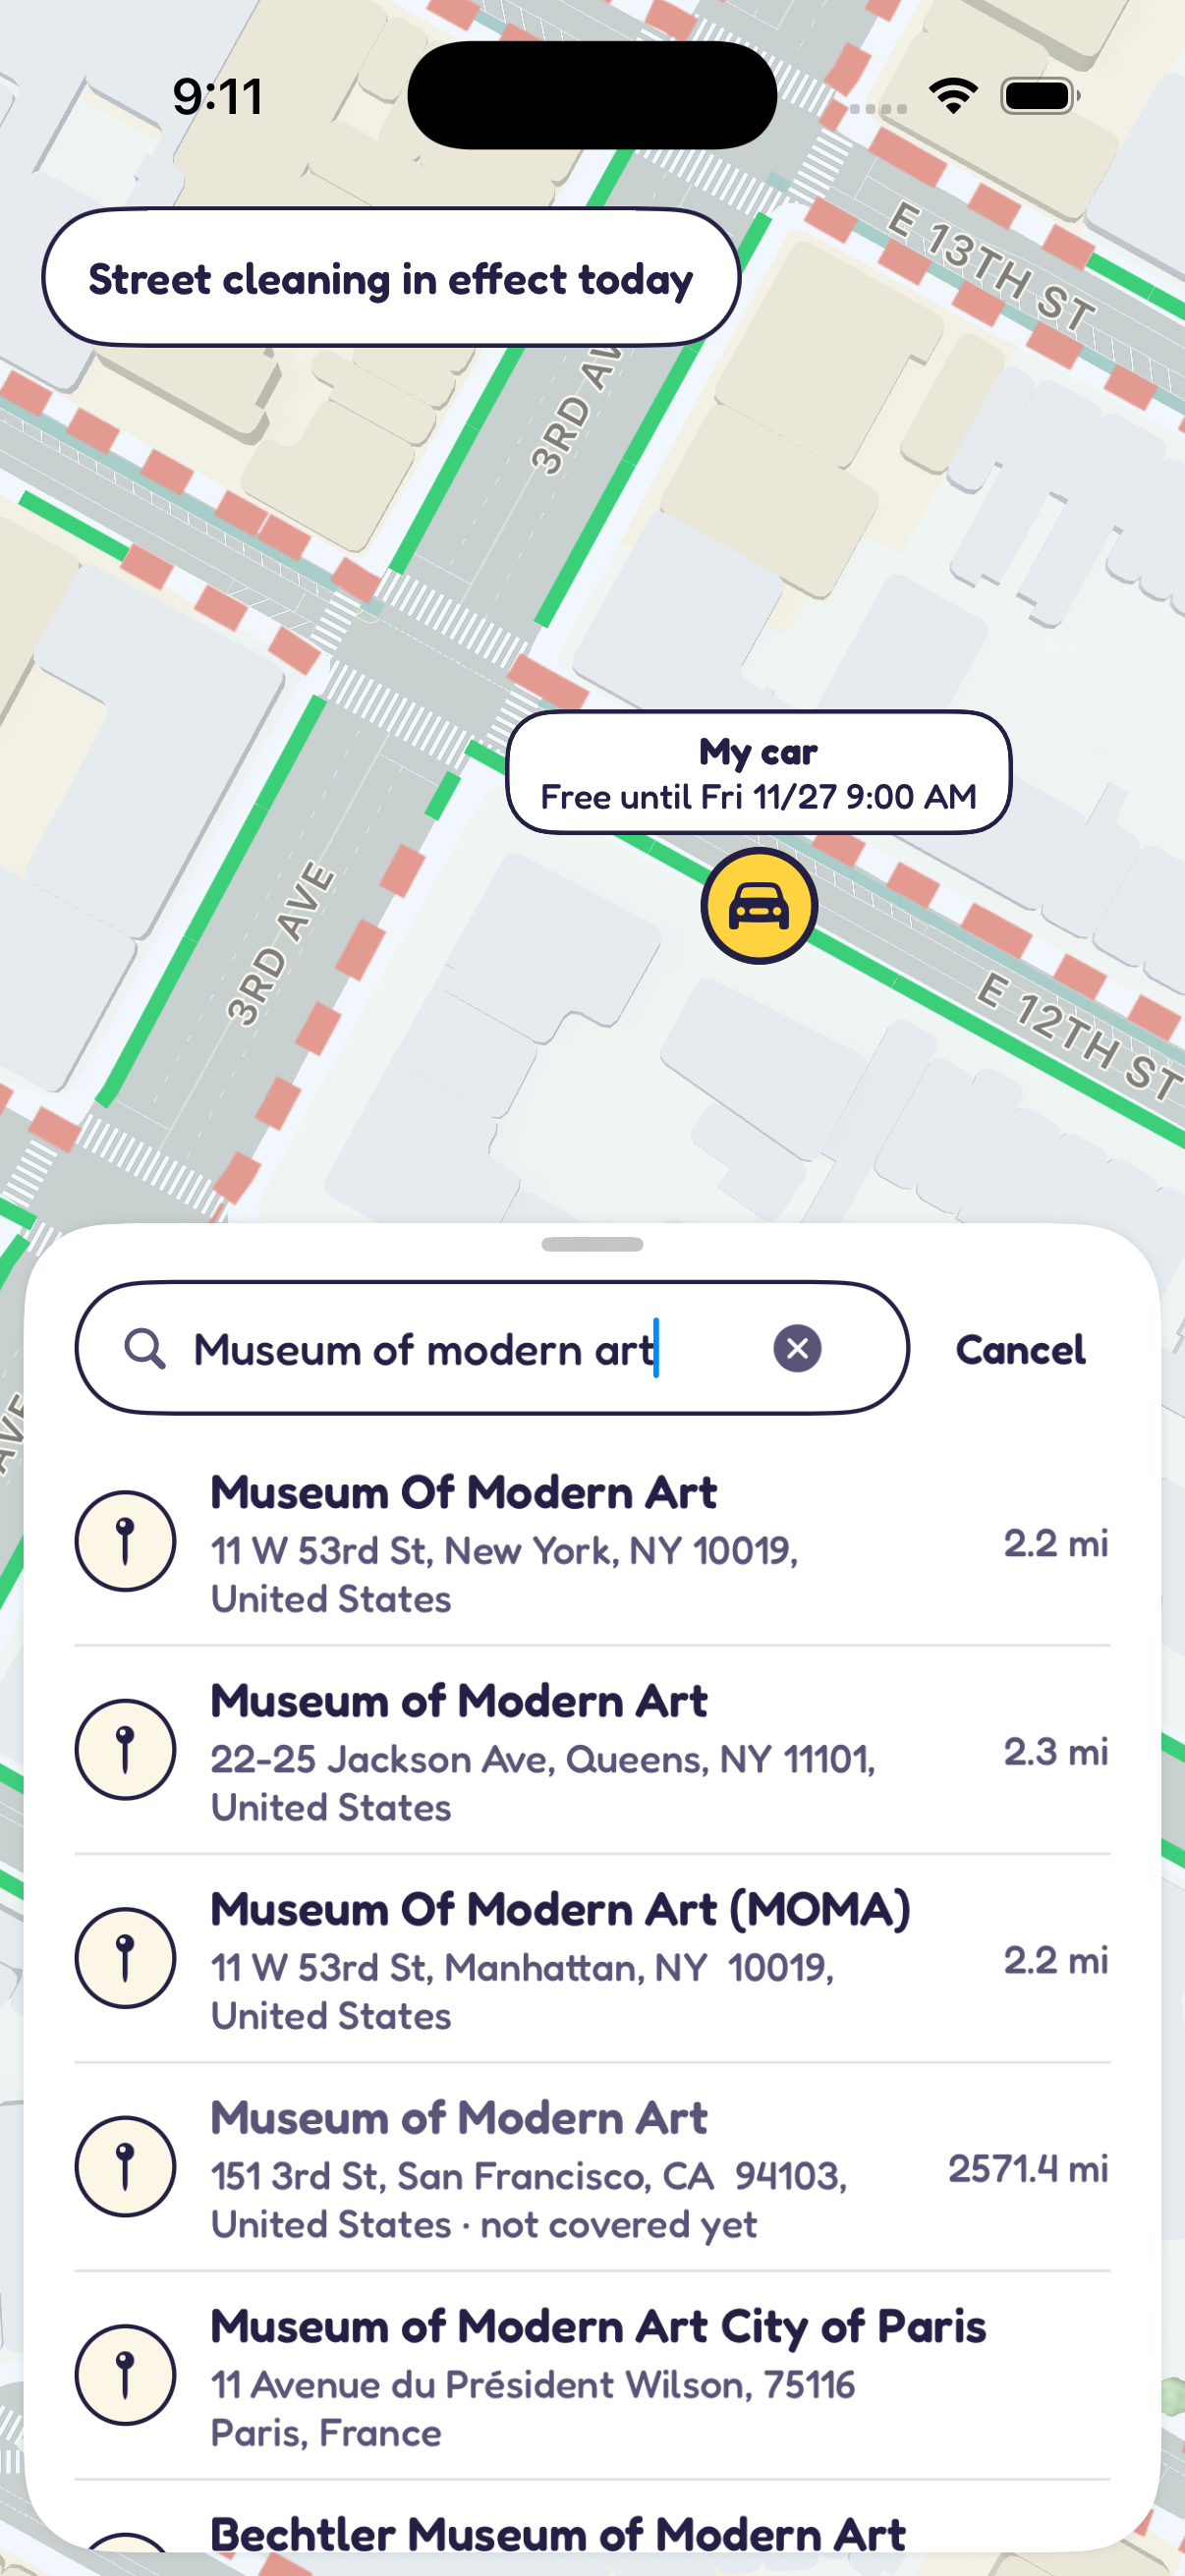 9:11
E 13TH ST
Street cleaning in effect today
3RD AV
My car
Free until Fri 11/27 9:00 AM
3RD AVE
E 12TH ST
Museum of modern art
Cancel
AVE
Museum Of Modern Art
11 W 53rd St, New York, NY 10019,
United States
2.2 mi
Museum of Modern Art
22-25 Jackson Ave, Queens, NY 11101,
United States
2.3 mi
Museum Of Modern Art (MOMA)
11 W 53rd St, Manhattan, NY  10019,
United States
2.2 mi
Museum of Modern Art
151 3rd St, San Francisco, CA  94103,
United States · not covered yet
2571.4 mi
Museum of Modern Art City of Paris
11 Avenue du Président Wilson, 75116
Paris, France
Bechtler Museum of Modern Art